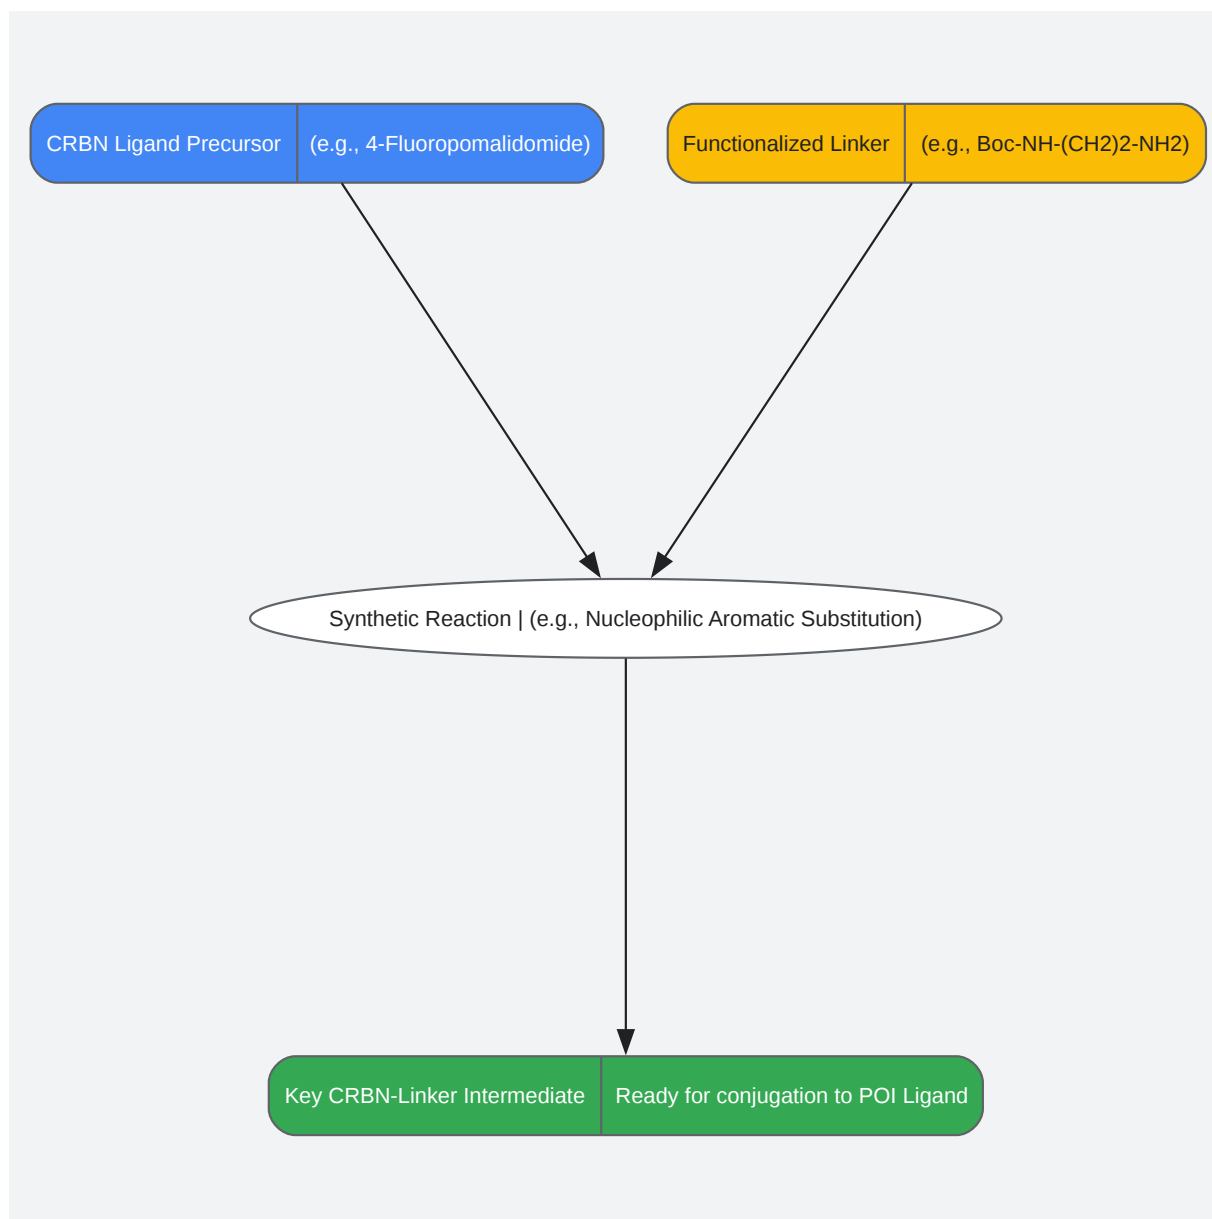 CRBN Ligand Precursor
(e.g., 4-Fluoropomalidomide)
Functionalized Linker
(e.g., Boc-NH-(CH2)2-NH2)
Synthetic Reaction | (e.g., Nucleophilic Aromatic Substitution)
Key CRBN-Linker Intermediate
Ready for conjugation to POI Ligand